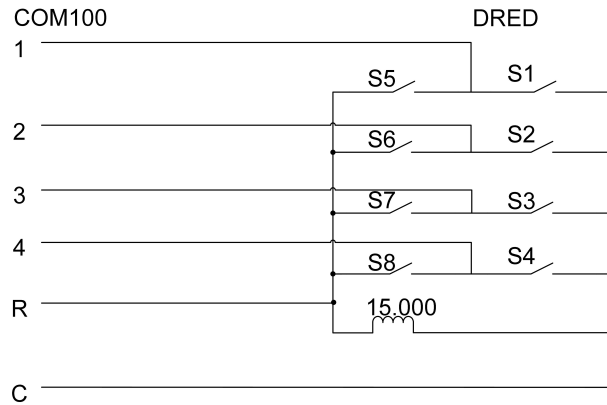 COM100 DRED
1
S5 S1
2
S6 S2
3
S7 S3
4
S8 S4
R 15.000
C